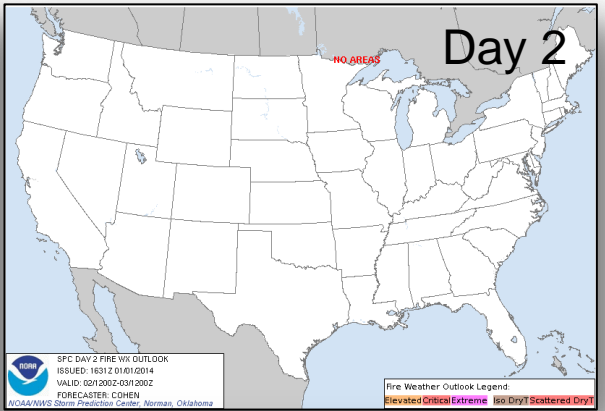 Day 2
NO AREAS
NOAA
SPC DAY 2 FIRE WX OUTLOOK
ISSUED: 1631Z 01/01/2014
VALID: 02/1200Z-03/1200Z
FORECASTER: COHEN
NOAA/NWS Storm Prediction Center, Norman, Oklahoma
Fire Weather Outlook Legend:
Elevated Critical Extreme Iso DryT Scattered DryT